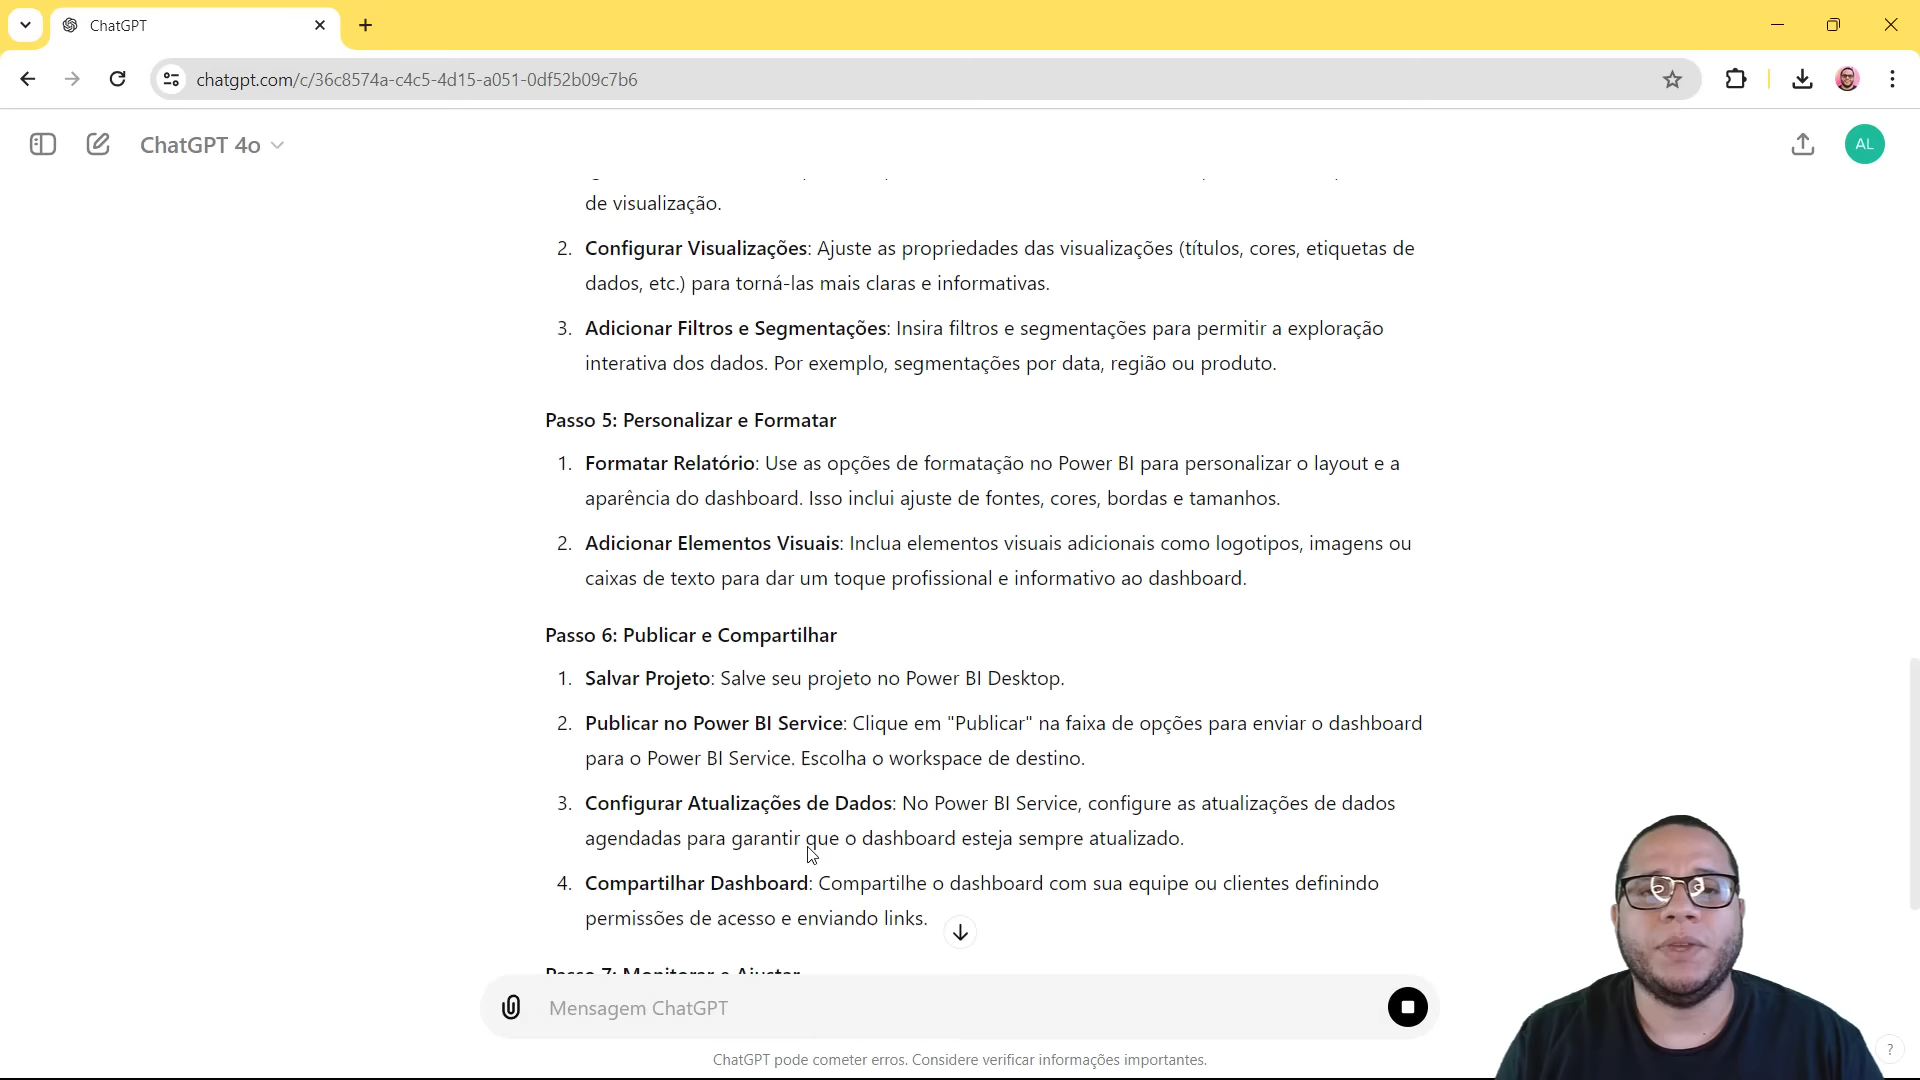 ChatGPT
chatgpt.com/c/36c8574a-c4c5-4d15-a051-0df52b09c7b6
ChatGPT 4o
AL
de visualização.
2. Configurar Visualizações: Ajuste as propriedades das visualizações (títulos, cores, etiquetas de
dados, etc.) para torná-las mais claras e informativas.
3. Adicionar Filtros e Segmentações: Insira filtros e segmentações para permitir a exploração
interativa dos dados. Por exemplo, segmentações por data, região ou produto.
Passo 5: Personalizar e Formatar
1. Formatar Relatório: Use as opções de formatação no Power BI para personalizar o layout e a
aparência do dashboard. Isso inclui ajuste de fontes, cores, bordas e tamanhos.
2. Adicionar Elementos Visuais: Inclua elementos visuais adicionais como logotipos, imagens ou
caixas de texto para dar um toque profissional e informativo ao dashboard.
Passo 6: Publicar e Compartilhar
1. Salvar Projeto: Salve seu projeto no Power BI Desktop.
2. Publicar no Power BI Service: Clique em "Publicar" na faixa de opções para enviar o dashboard
para o Power BI Service. Escolha o workspace de destino.
3. Configurar Atualizações de Dados: No Power BI Service, configure as atualizações de dados
agendadas para garantir que o dashboard esteja sempre atualizado.
4. Compartilhar Dashboard: Compartilhe o dashboard com sua equipe ou clientes definindo
permissões de acesso e enviando links.
Passo 7: Monitorar e Ajustar
Mensagem ChatGPT
ChatGPT pode cometer erros. Considere verificar informações importantes.
?